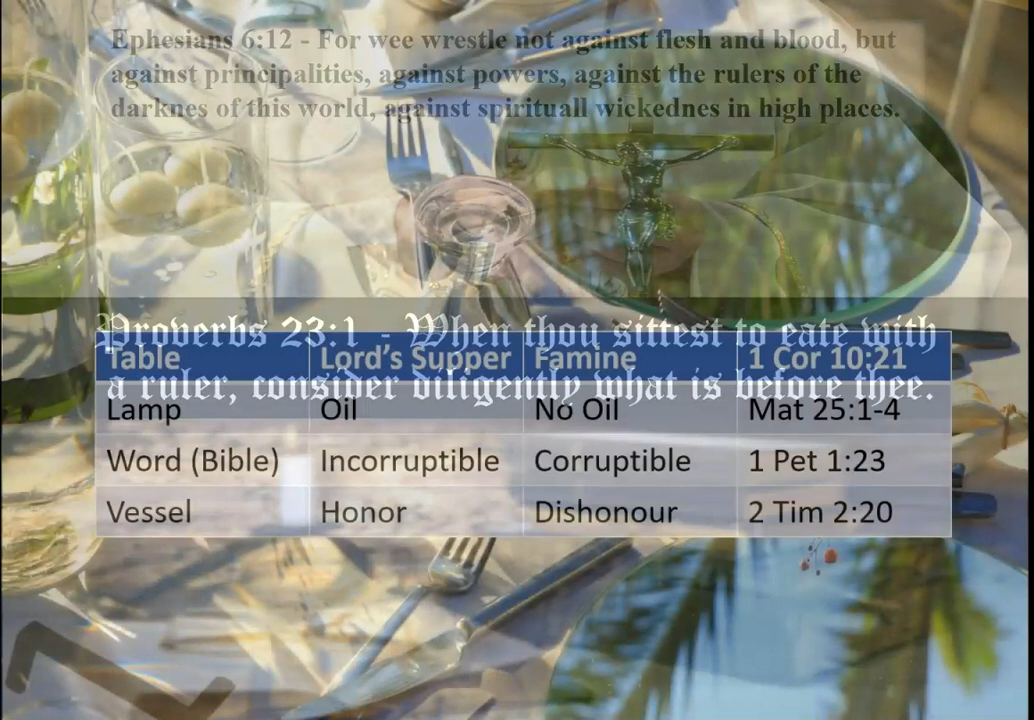 Ephesians 6:12 - For wee wrestle not against flesh and blood, but
against principalities, against powers, against the rulers of the
darknes of this world, against spirituall wickednes in high places.
Proverbs 23:1 - When thou sittest to eate with
a ruler, consider diligently what is before thee.
Table Lord's Supper Famine 1 Cor 10:21
Lamp Oil No Oil Mat 25:1-4
Word (Bible) Incorruptible Corruptible 1 Pet 1:23
Vessel Honor Dishonour 2 Tim 2:20